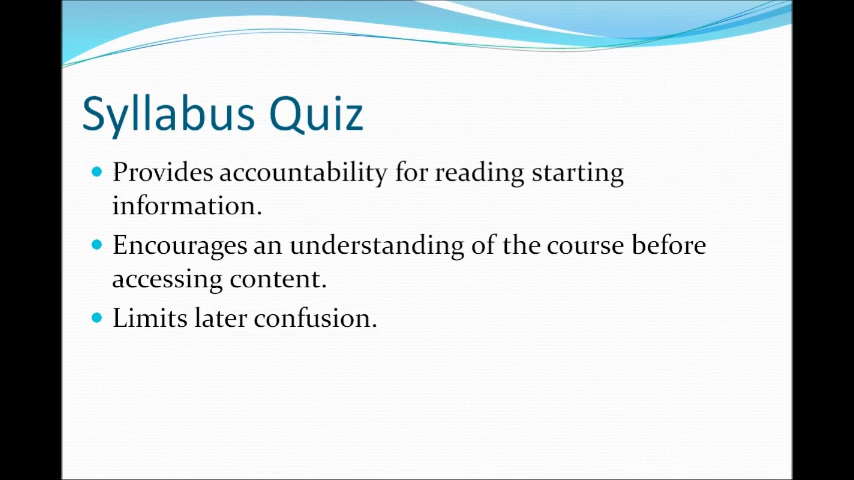 Syllabus Quiz
Provides accountability for reading starting
information.
Encourages an understanding of the course before
accessing content.
Limits later confusion.